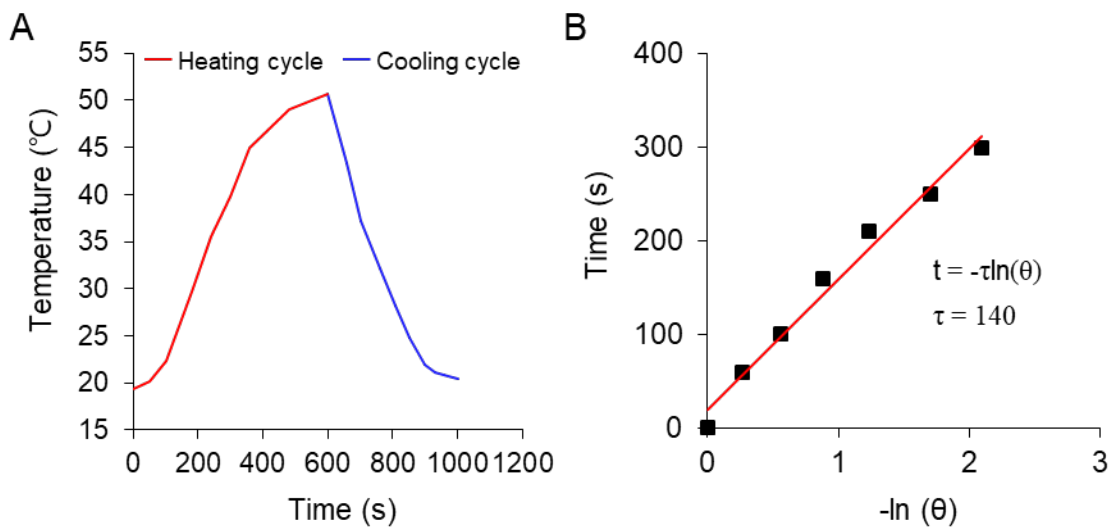 A
Temperature (℃)
55
50
45
40
35
30
25
20
15
Heating cycle
Cooling cycle
0 200 400 600 800 1000 1200
Time (s)
B
Time (s)
400
300
200
100
0
t = -τln(θ)
τ = 140
0 1 2 3
-ln (θ)